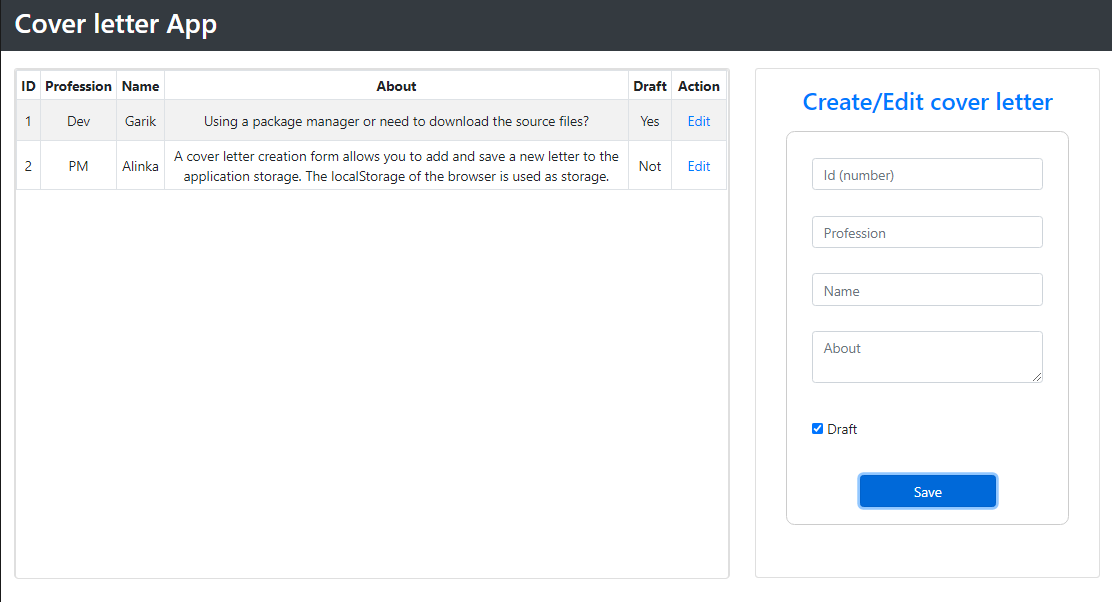 Cover letter App
ID Profession Name About Draft Action
1 Dev Garik Using a package manager or need to download the source files? Yes Edit
2 PM Alinka A cover letter creation form allows you to add and save a new letter to the
application storage. The localStorage of the browser is used as storage. Not Edit
Create/Edit cover letter
Id (number)
Profession
Name
About
Draft
Save